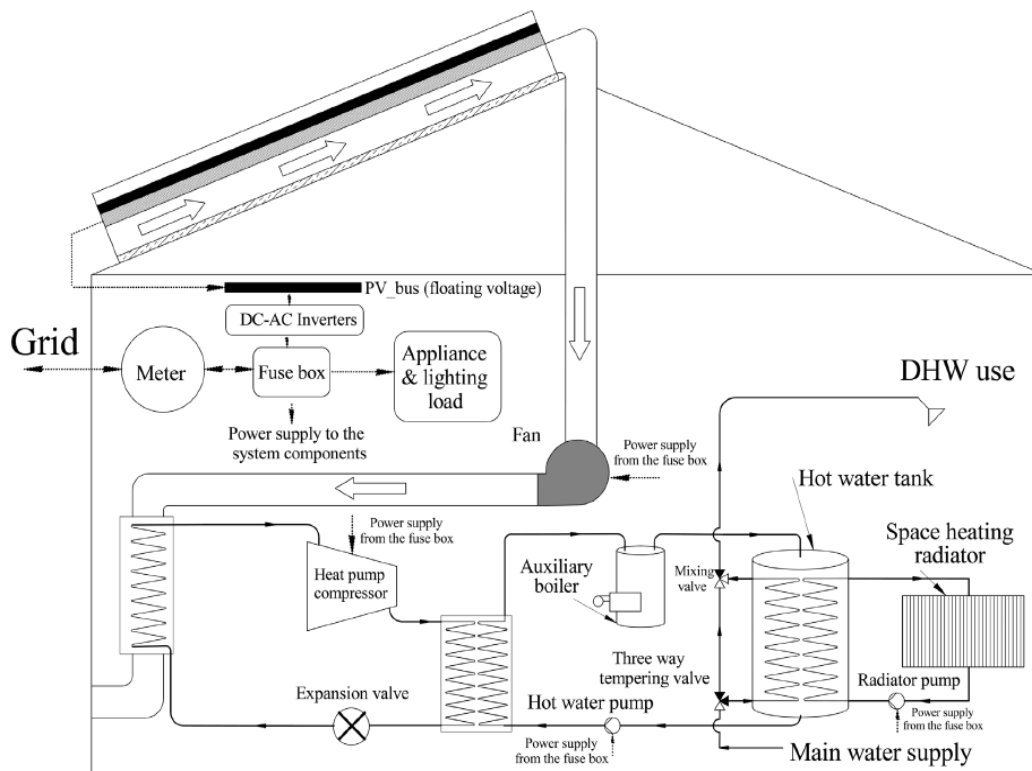 PV_bus (floating voltage)
DC-AC Inverters
Grid
Meter
Fuse box
Appliance
& lighting
load
Power supply to the
system components
DHW use
Fan
Power supply
from the fuse box
Hot water tank
Power supply
from the fuse box
Heat pump
compressor
Auxiliary
boiler
Mixing
valve
Space heating
radiator
Three way
tempering valve
Radiator pump
Expansion valve
Hot water pump
Power supply
from the fuse box
Power supply
from the fuse box
Main water supply